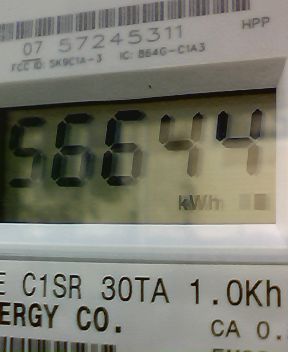 HPP
07 57245311
FCC ID: SK9C1A-3 IC: 864G-C1A3
56644
kWh
E C1SR 30TA 1.0Kh
ERGY CO.
CA 0.